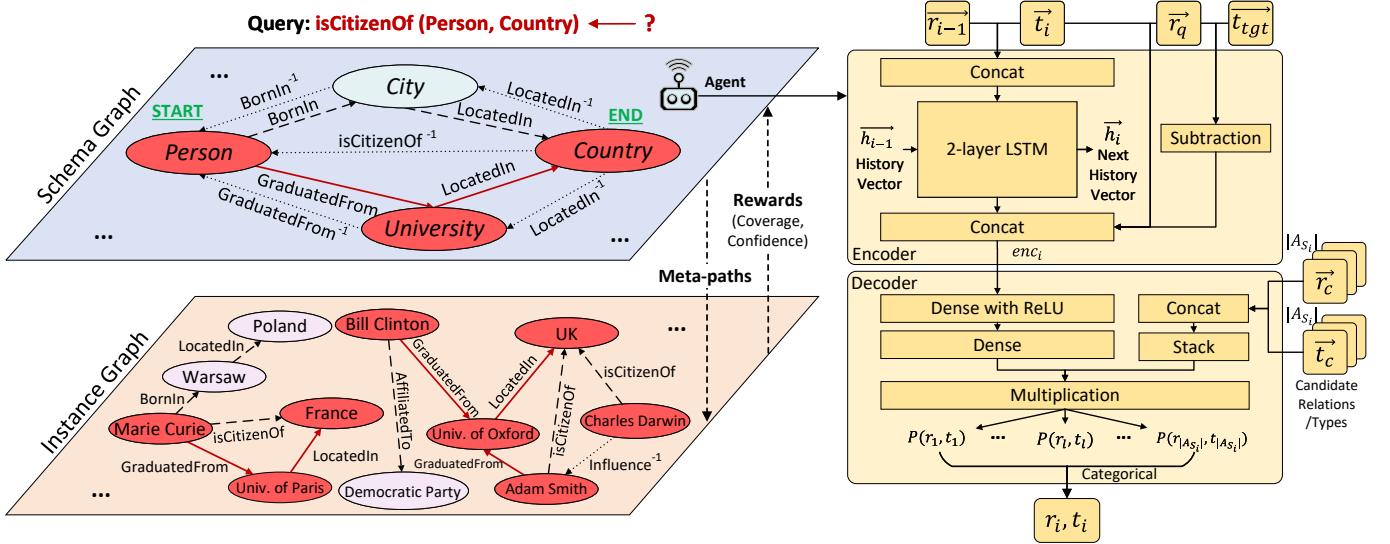 Query: isCitizenOf (Person, Country) ?
Schema Graph
...
START
BornIn⁻¹
BornIn
City
LocatedIn⁻¹
LocatedIn
Agent
END
Person
isCitizenOf⁻¹
Country
GraduatedFrom
GraduatedFrom⁻¹
LocatedIn
LocatedIn⁻¹
University
...
...
Rewards
(Coverage,
Confidence)
Meta-paths
Instance Graph
Poland
LocatedIn
Warsaw
BornIn
Marie Curie
isCitizenOf
France
GraduatedFrom
LocatedIn
Univ. of Paris
...
Bill Clinton
GraduatedFrom
AffiliatedTo
Democratic Party
UK
...
LocatedIn
isCitizenOf
isCitizenOf
Charles Darwin
Univ. of Oxford
GraduatedFrom
Influence⁻¹
Adam Smith
r_{i-1}
t_i
r_q
t_{tgt}
Concat
h_{i-1}
History
Vector
2-layer LSTM
h_i
Next
History
Vector
Subtraction
Concat
Encoder
enc_i
Decoder
Dense with ReLU
Dense
Concat
Stack
|A_{S_i}|
r_c
|A_{S_i}|
t_c
Candidate
Relations
/Types
Multiplication
P(r_1, t_1) ... P(r_i, t_i) ... P(r_{|A_{S_i}|}, t_{|A_{S_i}|})
Categorical
r_i, t_i